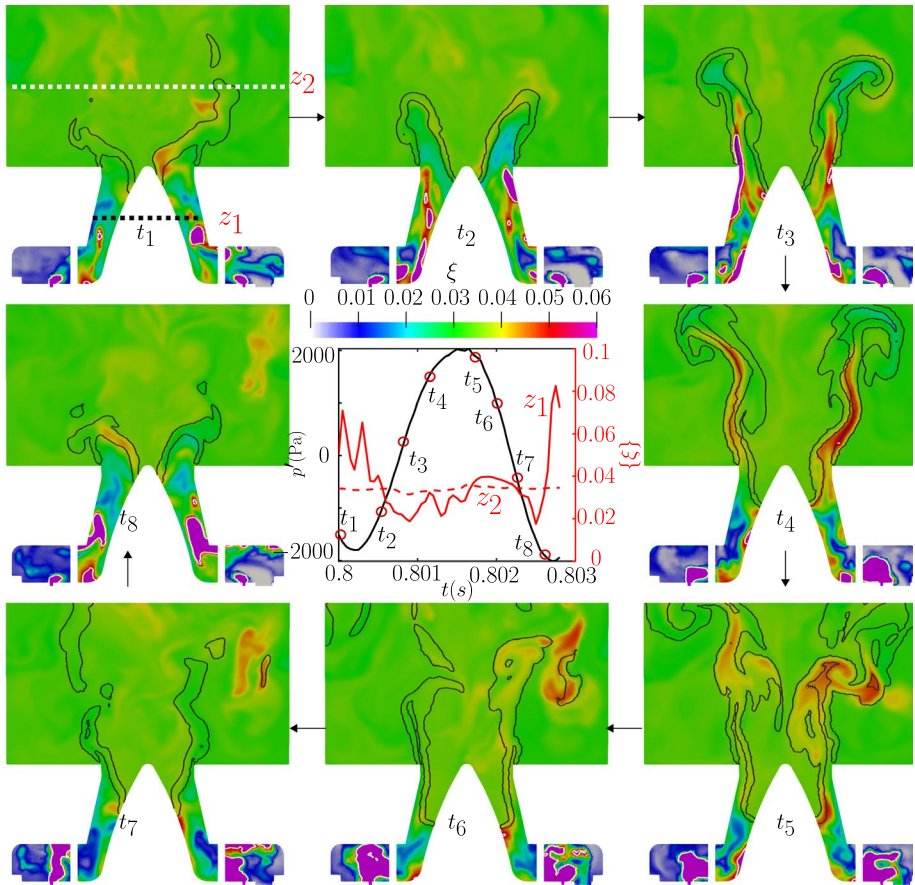 z2
z1
t1
t2
t3
ξ
0 0.01 0.02 0.03 0.04 0.05 0.06
2000
0
−2000
p′(Pa)
t1
t2
t3
t4
t5
t6
t7
t8
z1
z2
0.1
0.08
0.06
0.04
0.02
0
{ξ}
0.8 0.801 0.802 0.803
t(s)
t8
t4
t7
t6
t5